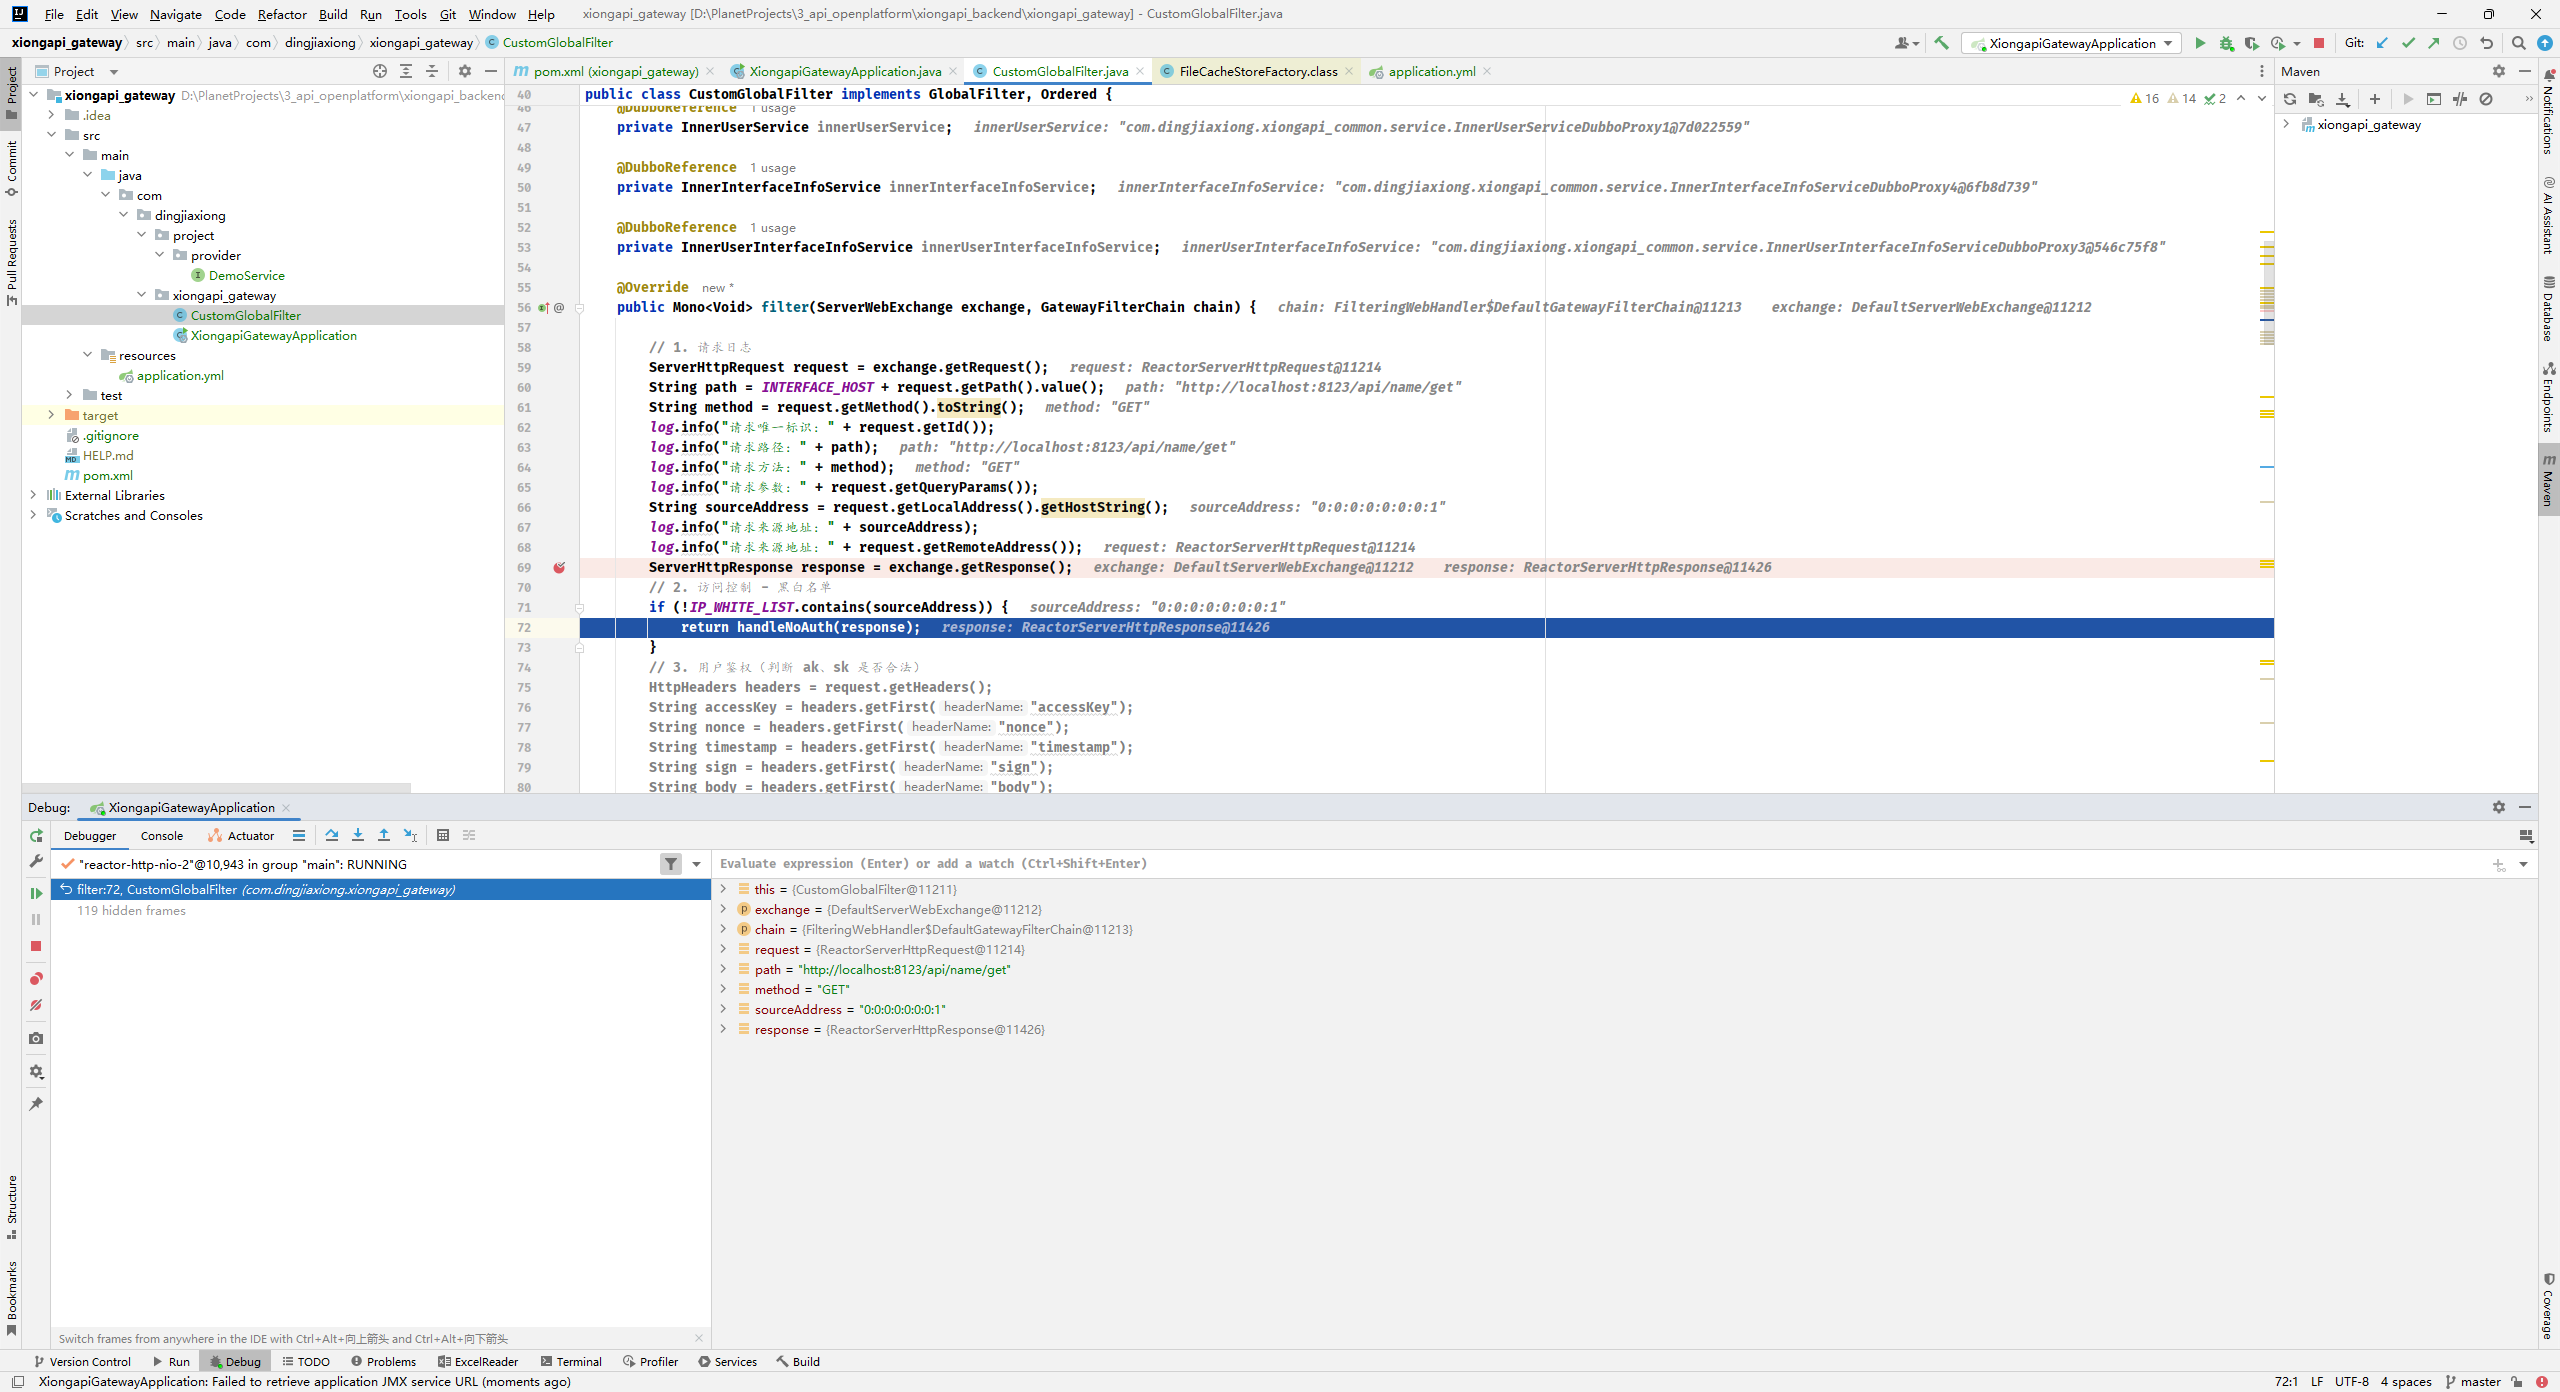 File Edit View Navigate Code Refactor Build Run Tools Git Window Help xiongapi_gateway [D:\PlanetProjects\3_api_openplatform\xiongapi_backend\xiongapi_gateway] - CustomGlobalFilter.java
xiongapi_gateway src main java com dingjiaxiong xiongapi_gateway CustomGlobalFilter XiongapiGatewayApplication Git:
Project
pom.xml (xiongapi_gateway) XiongapiGatewayApplication.java CustomGlobalFilter.java FileCacheStoreFactory.class application.yml
Maven
xiongapi_gateway D:\PlanetProjects\3_api_openplatform\xiongapi_backend
.idea
src
main
java
com
dingjiaxiong
project
provider
DemoService
xiongapi_gateway
CustomGlobalFilter
XiongapiGatewayApplication
resources
application.yml
test
target
.gitignore
HELP.md
pom.xml
External Libraries
Scratches and Consoles
40 public class CustomGlobalFilter implements GlobalFilter, Ordered {
16 14 2
46 @DubboReference 1 usage
47 private InnerUserService innerUserService; innerUserService: "com.dingjiaxiong.xiongapi_common.service.InnerUserServiceDubboProxy1@7d022559"
48
49 @DubboReference 1 usage
50 private InnerInterfaceInfoService innerInterfaceInfoService; innerInterfaceInfoService: "com.dingjiaxiong.xiongapi_common.service.InnerInterfaceInfoServiceDubboProxy4@6fb8d739"
51
52 @DubboReference 1 usage
53 private InnerUserInterfaceInfoService innerUserInterfaceInfoService; innerUserInterfaceInfoService: "com.dingjiaxiong.xiongapi_common.service.InnerUserInterfaceInfoServiceDubboProxy3@546c75f8"
54
55 @Override new *
56 @ public Mono<Void> filter(ServerWebExchange exchange, GatewayFilterChain chain) { chain: FilteringWebHandler$DefaultGatewayFilterChain@11213 exchange: DefaultServerWebExchange@11212
57
58 // 1. 请求日志
59 ServerHttpRequest request = exchange.getRequest(); request: ReactorServerHttpRequest@11214
60 String path = INTERFACE_HOST + request.getPath().value(); path: "http://localhost:8123/api/name/get"
61 String method = request.getMethod().toString(); method: "GET"
62 log.info("请求唯一标识：" + request.getId());
63 log.info("请求路径：" + path); path: "http://localhost:8123/api/name/get"
64 log.info("请求方法：" + method); method: "GET"
65 log.info("请求参数：" + request.getQueryParams());
66 String sourceAddress = request.getLocalAddress().getHostString(); sourceAddress: "0:0:0:0:0:0:0:1"
67 log.info("请求来源地址：" + sourceAddress);
68 log.info("请求来源地址：" + request.getRemoteAddress()); request: ReactorServerHttpRequest@11214
69 ServerHttpResponse response = exchange.getResponse(); exchange: DefaultServerWebExchange@11212 response: ReactorServerHttpResponse@11426
70 // 2. 访问控制 - 黑白名单
71 if (!IP_WHITE_LIST.contains(sourceAddress)) { sourceAddress: "0:0:0:0:0:0:0:1"
72 return handleNoAuth(response); response: ReactorServerHttpResponse@11426
73 }
74 // 3. 用户鉴权（判断 ak、sk 是否合法）
75 HttpHeaders headers = request.getHeaders();
76 String accessKey = headers.getFirst( headerName: "accessKey");
77 String nonce = headers.getFirst( headerName: "nonce");
78 String timestamp = headers.getFirst( headerName: "timestamp");
79 String sign = headers.getFirst( headerName: "sign");
80 String body = headers.getFirst( headerName: "body");
xiongapi_gateway
Project
Commit
Pull Requests
Structure
Bookmarks
Notifications
AI Assistant
Database
Endpoints
Maven
Coverage
Debug: XiongapiGatewayApplication
Debugger Console Actuator
"reactor-http-nio-2"@10,943 in group "main": RUNNING
filter:72, CustomGlobalFilter (com.dingjiaxiong.xiongapi_gateway)
119 hidden frames
Evaluate expression (Enter) or add a watch (Ctrl+Shift+Enter)
this = {CustomGlobalFilter@11211}
exchange = {DefaultServerWebExchange@11212}
chain = {FilteringWebHandler$DefaultGatewayFilterChain@11213}
request = {ReactorServerHttpRequest@11214}
path = "http://localhost:8123/api/name/get"
method = "GET"
sourceAddress = "0:0:0:0:0:0:0:1"
response = {ReactorServerHttpResponse@11426}
Switch frames from anywhere in the IDE with Ctrl+Alt+向上箭头 and Ctrl+Alt+向下箭头
Version Control Run Debug TODO Problems ExcelReader Terminal Profiler Services Build
XiongapiGatewayApplication: Failed to retrieve application JMX service URL (moments ago)
72:1 LF UTF-8 4 spaces master